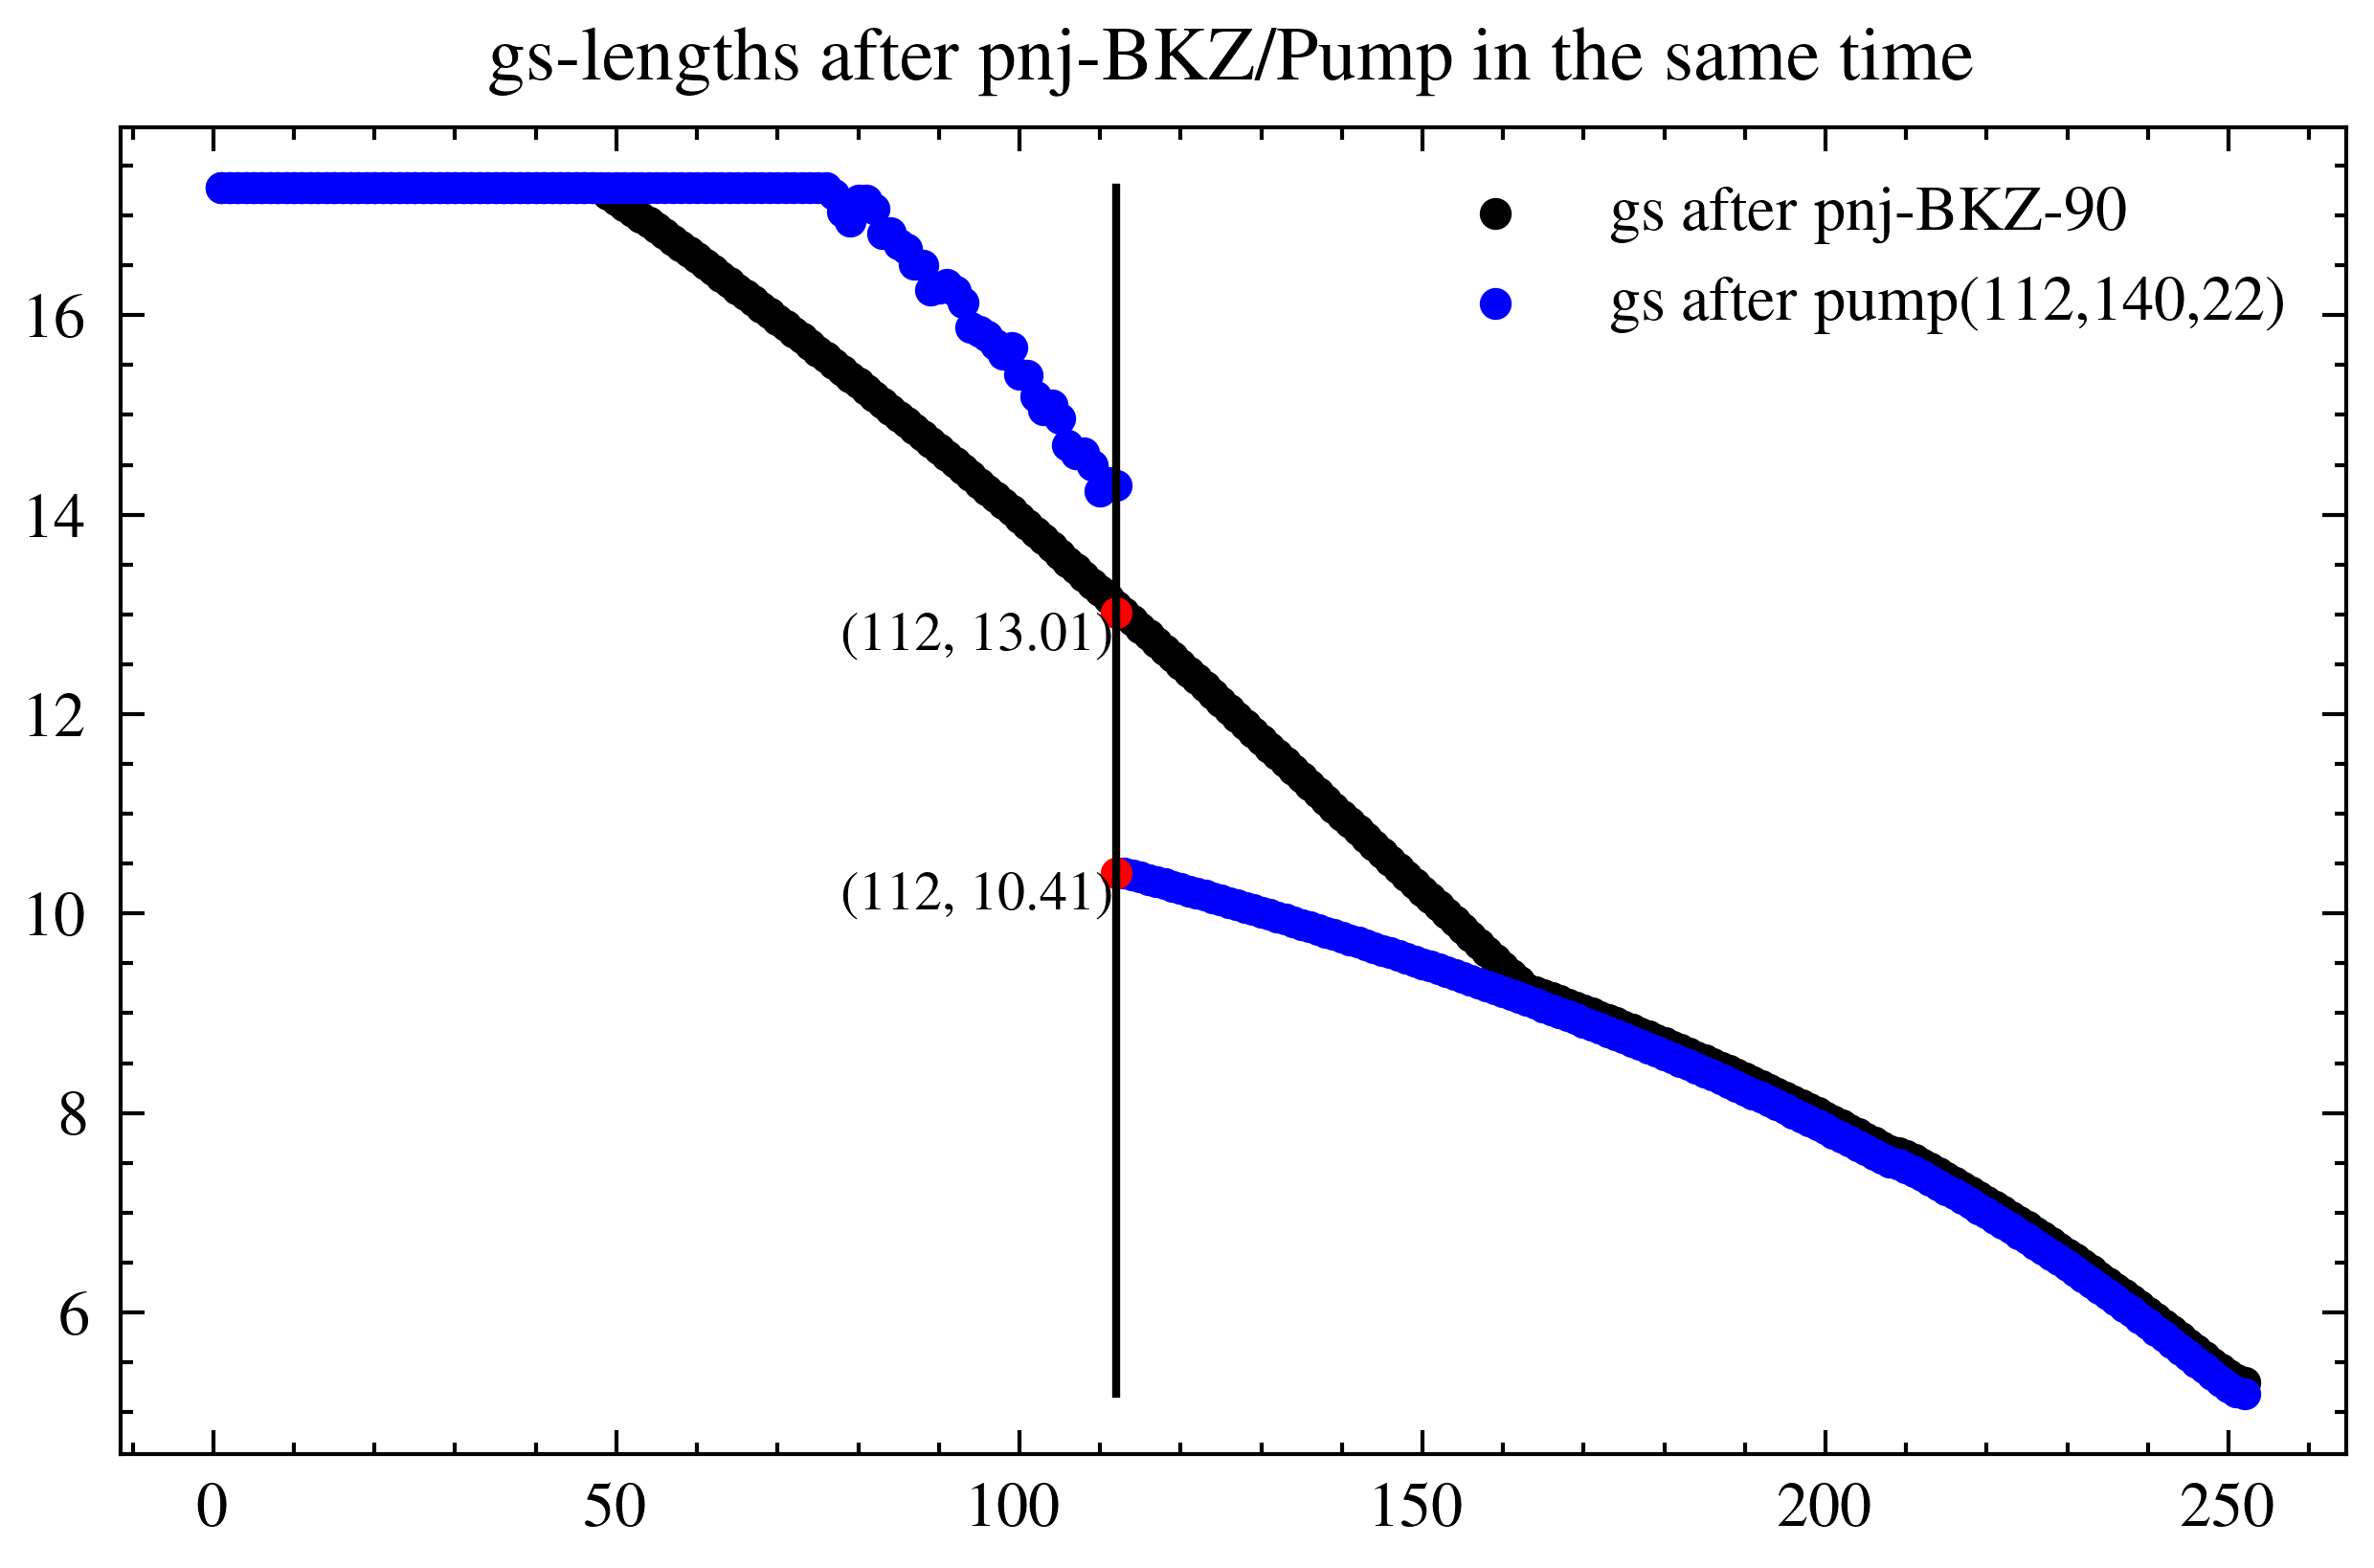 gs-lengths after pnj-BKZ/Pump in the same time
gs after pnj-BKZ-90
gs after pump(112,140,22)
16
14
(112, 13.01)
12
(112, 10.41)
10
8
6
0 50 100 150 200 250